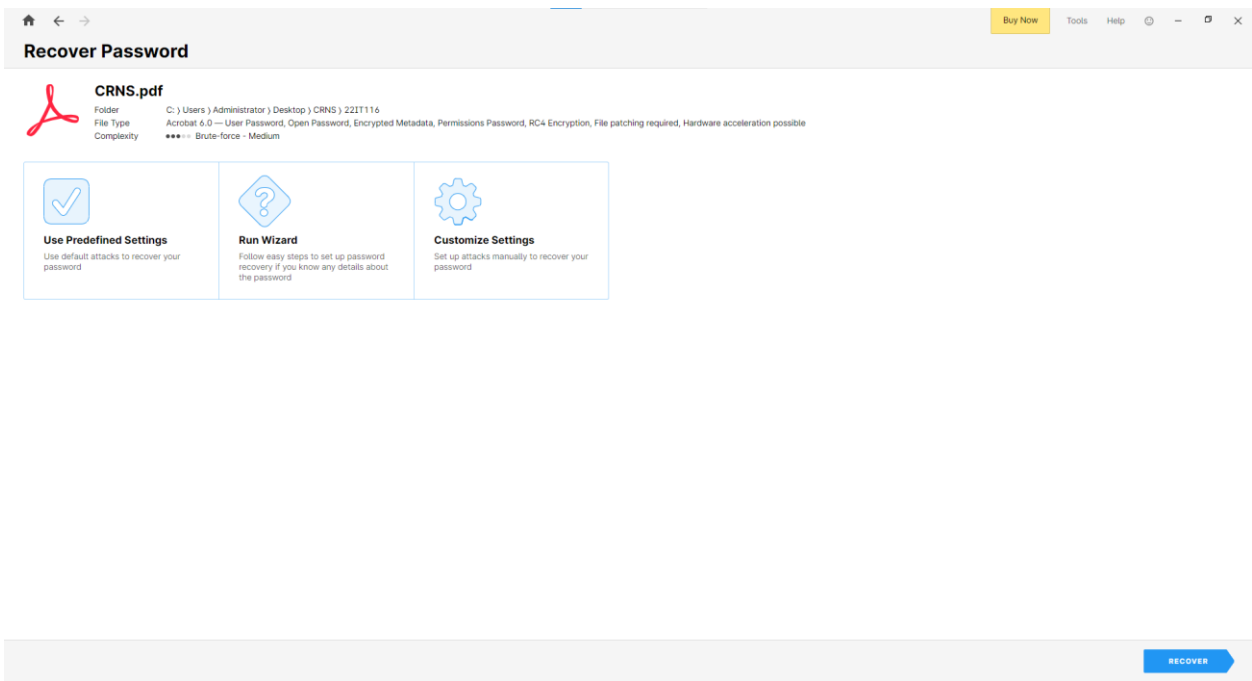 Buy Now Tools Help
Recover Password
CRNS.pdf
Folder C: ⟩ Users ⟩ Administrator ⟩ Desktop ⟩ CRNS ⟩ 22IT116
File Type Acrobat 6.0 — User Password, Open Password, Encrypted Metadata, Permissions Password, RC4 Encryption, File patching required, Hardware acceleration possible
Complexity Brute-force - Medium
Use Predefined Settings
Use default attacks to recover your
password
Run Wizard
Follow easy steps to set up password
recovery if you know any details about
the password
Customize Settings
Set up attacks manually to recover your
password
RECOVER